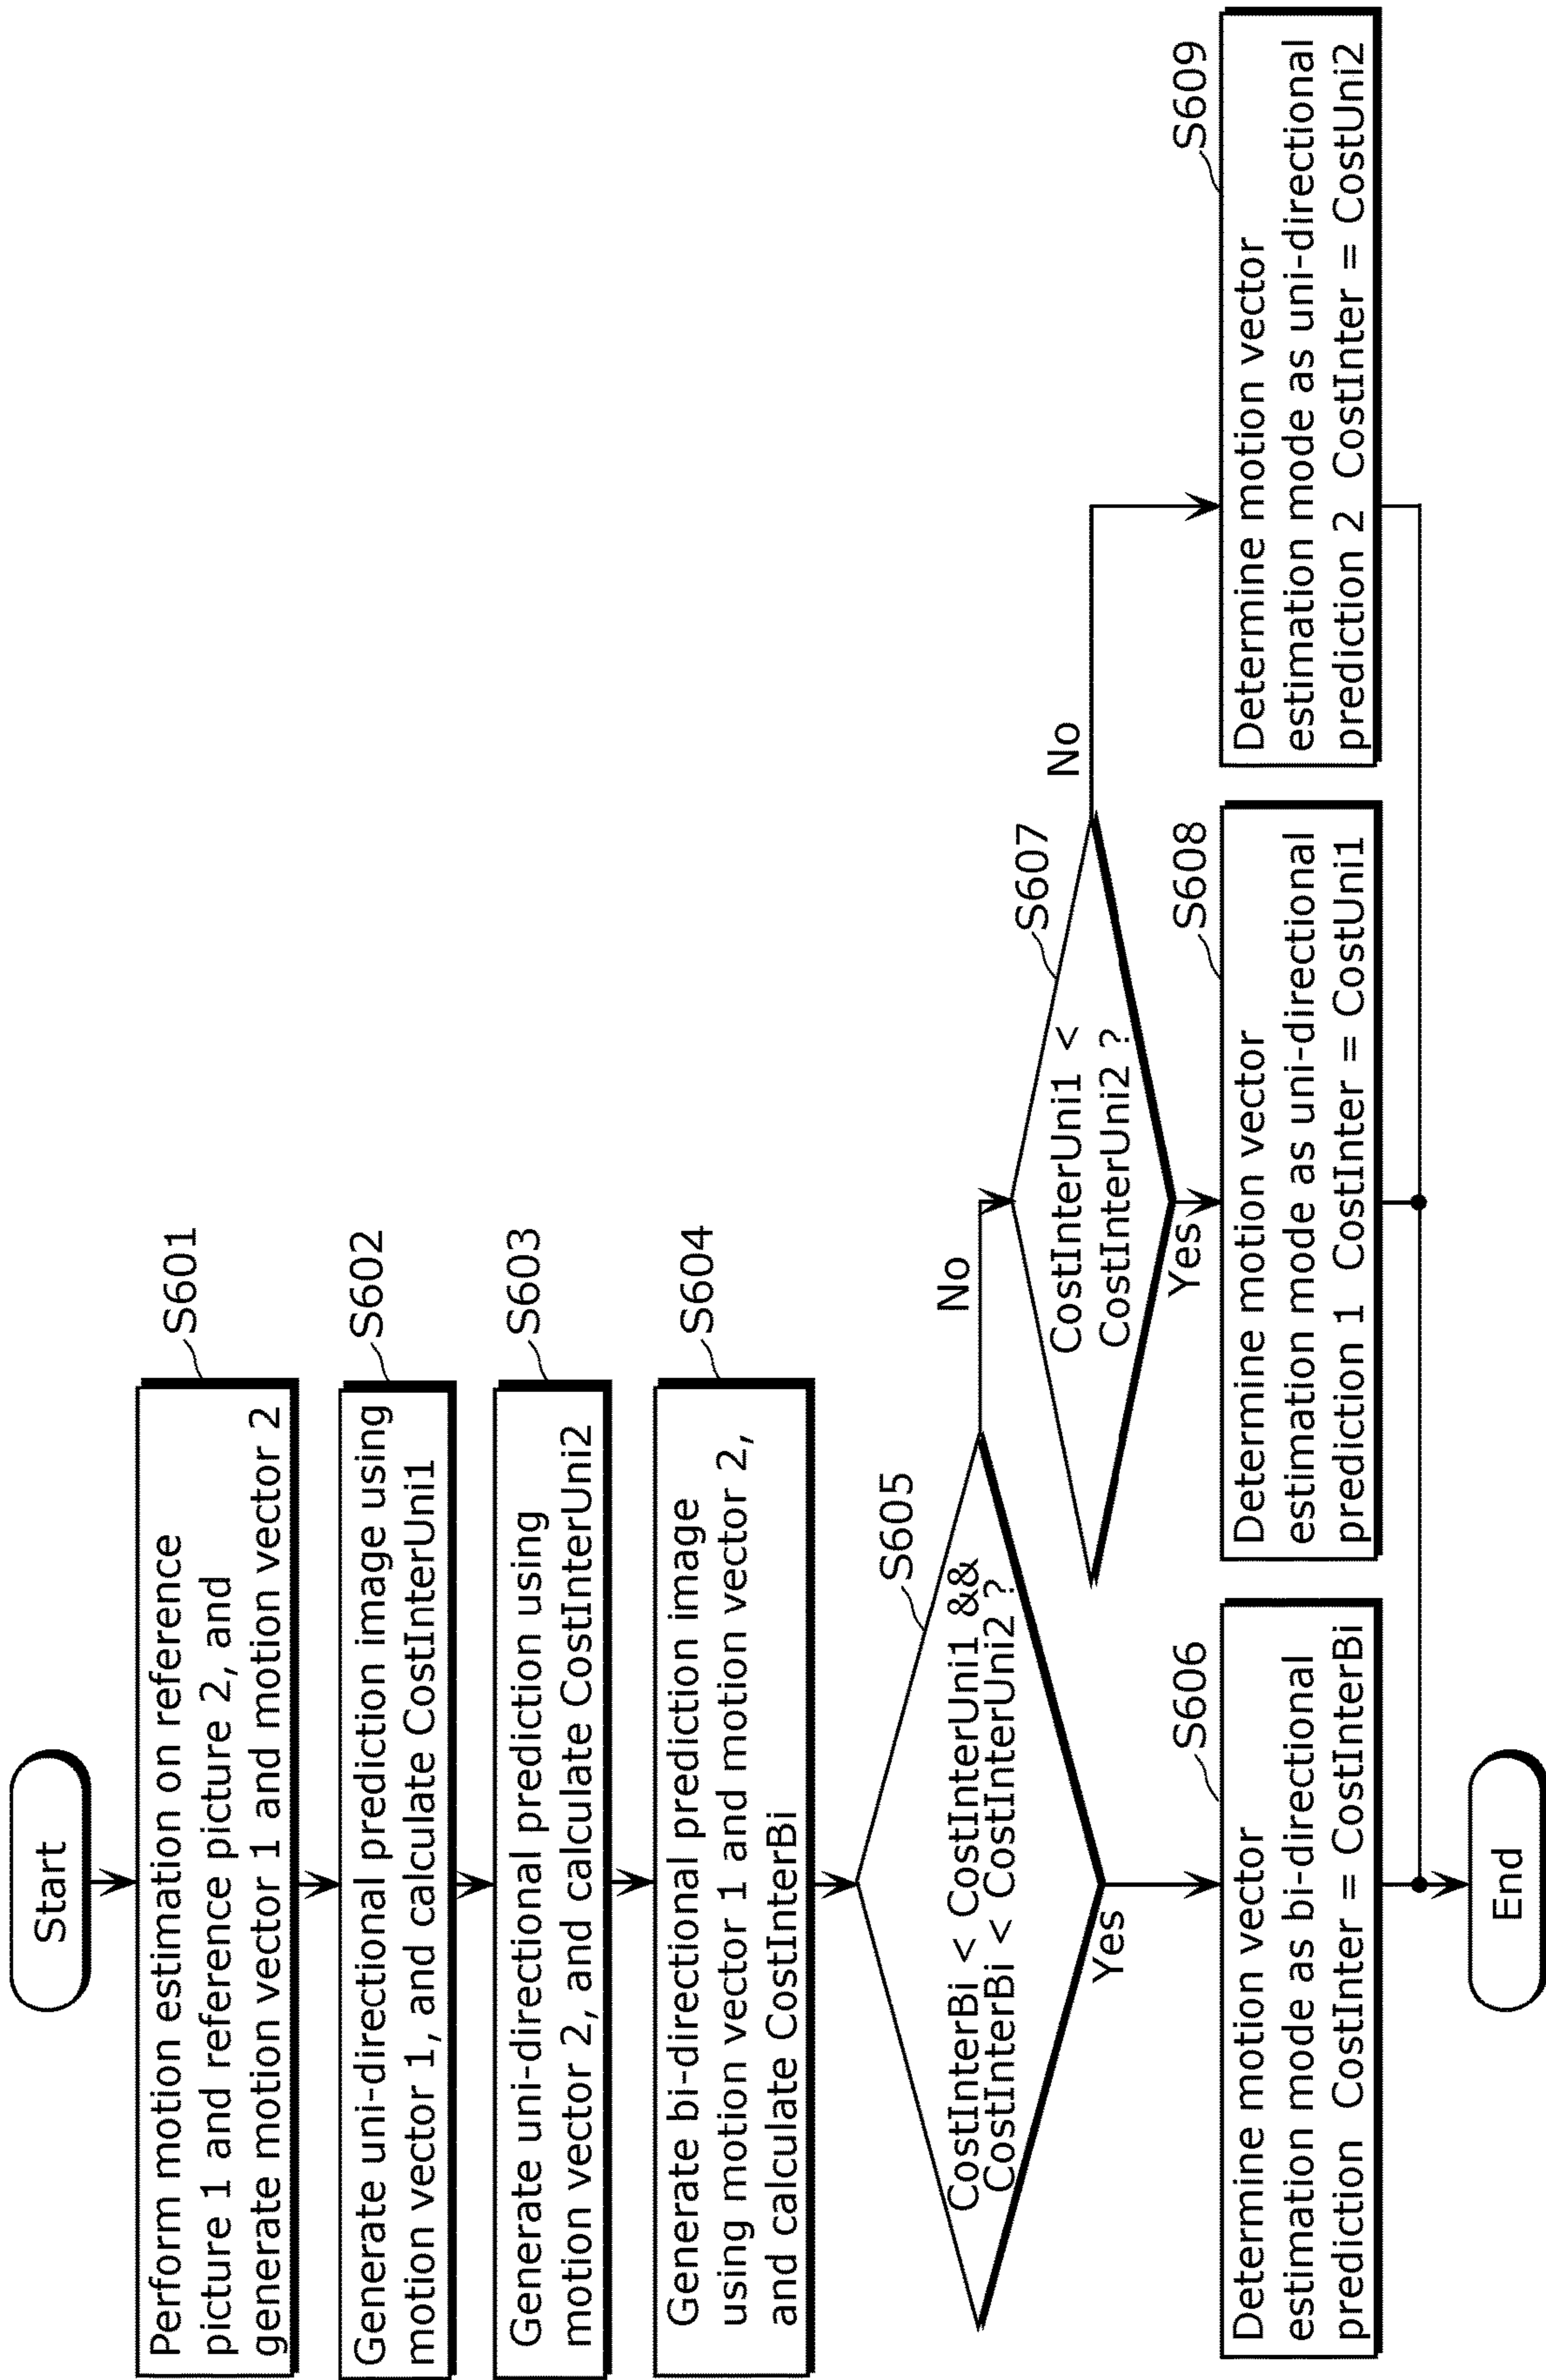 Start
S601
Perform motion estimation on reference
picture 1 and reference picture 2, and
generate motion vector 1 and motion vector 2
S602
Generate uni-directional prediction image using
motion vector 1, and calculate CostInterUni1
S603
Generate uni-directional prediction using
motion vector 2, and calculate CostInterUni2
S604
Generate bi-directional prediction image
using motion vector 1 and motion vector 2,
and calculate CostInterBi
S605
CostInterBi < CostInterUni1 &&
CostInterBi < CostInterUni2 ?
No
Yes
S607
CostInterUni1 <
CostInterUni2 ?
No
Yes
S606
Determine motion vector
estimation mode as bi-directional
prediction CostInter = CostInterBi
S608
Determine motion vector
estimation mode as uni-directional
prediction 1 CostInter = CostUni1
S609
Determine motion vector
estimation mode as uni-directional
prediction 2 CostInter = CostUni2
End